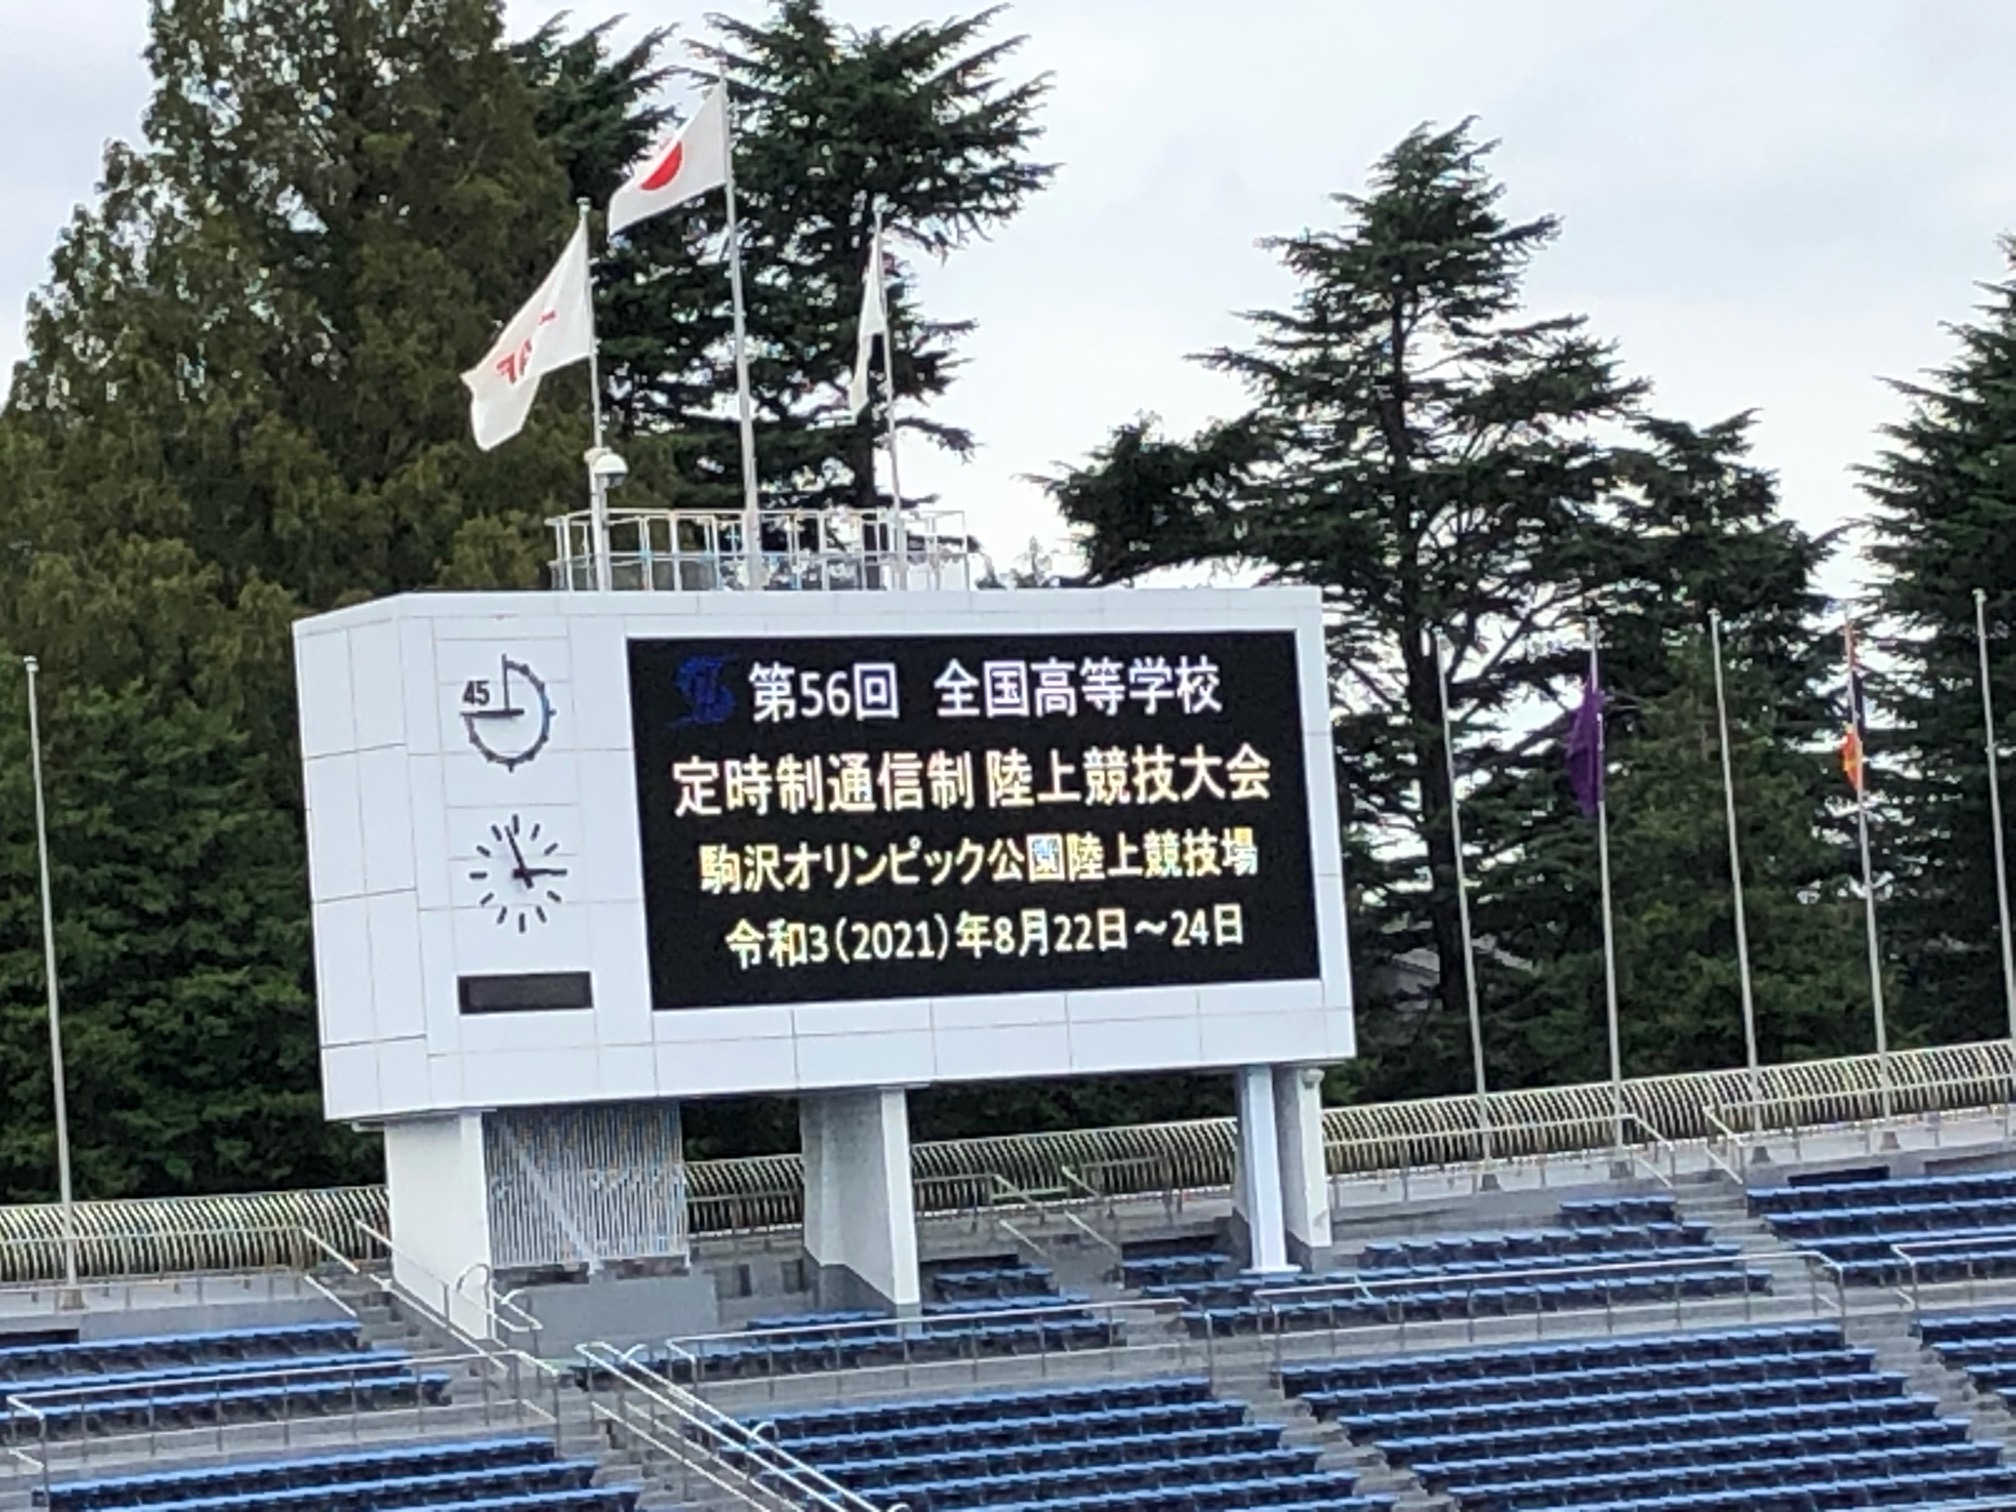 第56回 全国高等学校
定時制通信制 陸上競技大会
駒沢オリンピック公園陸上競技場
令和3(2021)年8月22日~24日
45